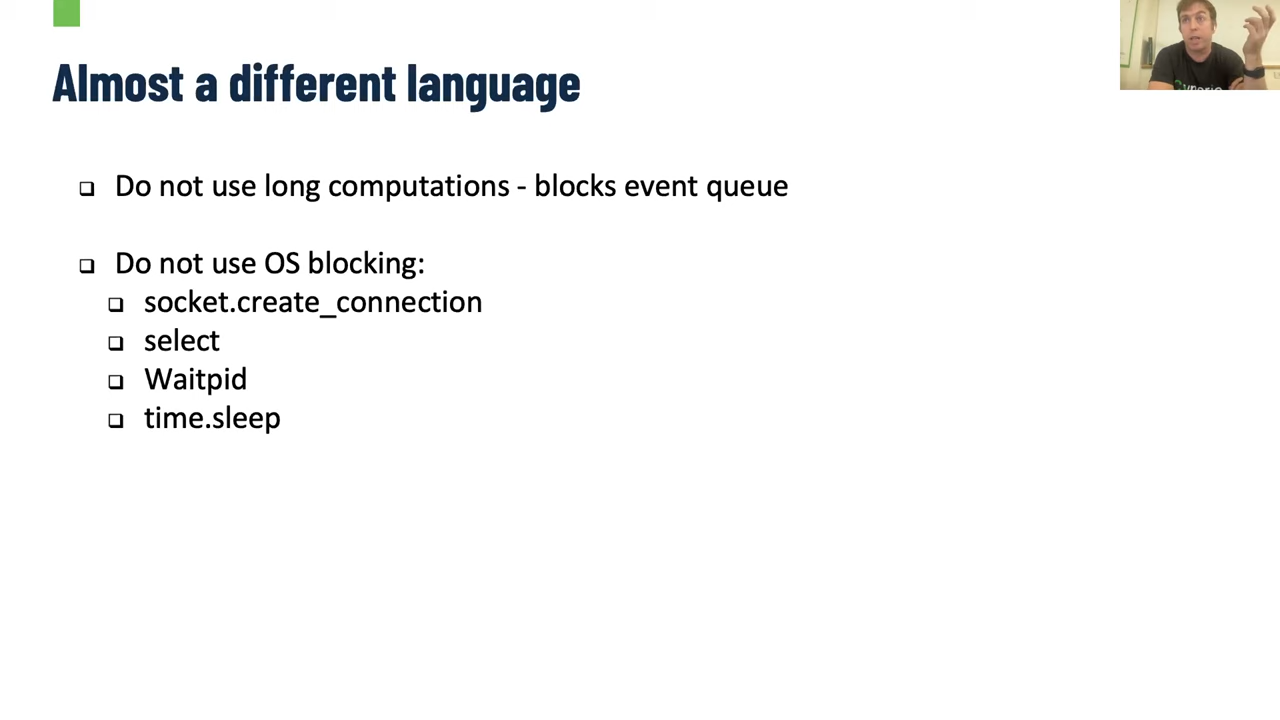 Almost a different language
Do not use long computations - blocks event queue
Do not use OS blocking:
socket.create_connection
select
Waitpid
time.sleep